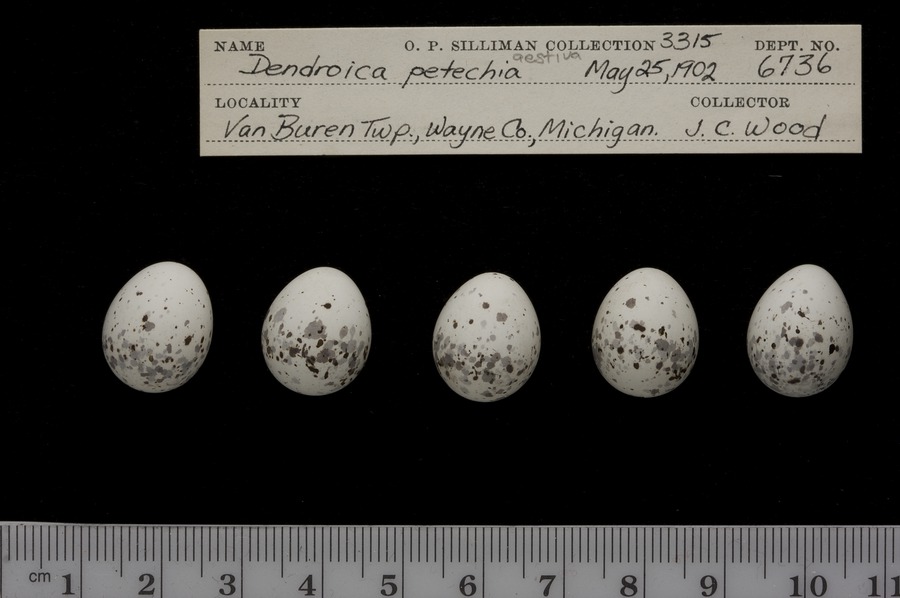 NAME O. P. SILLIMAN COLLECTION 3315 DEPT. NO.
Dendroica petechia aestiva May 25, 1902 6736
LOCALITY COLLECTOR
Van Buren Twp., Wayne Co., Michigan. J. C. Wood
cm 1 2 3 4 5 6 7 8 9 10 11